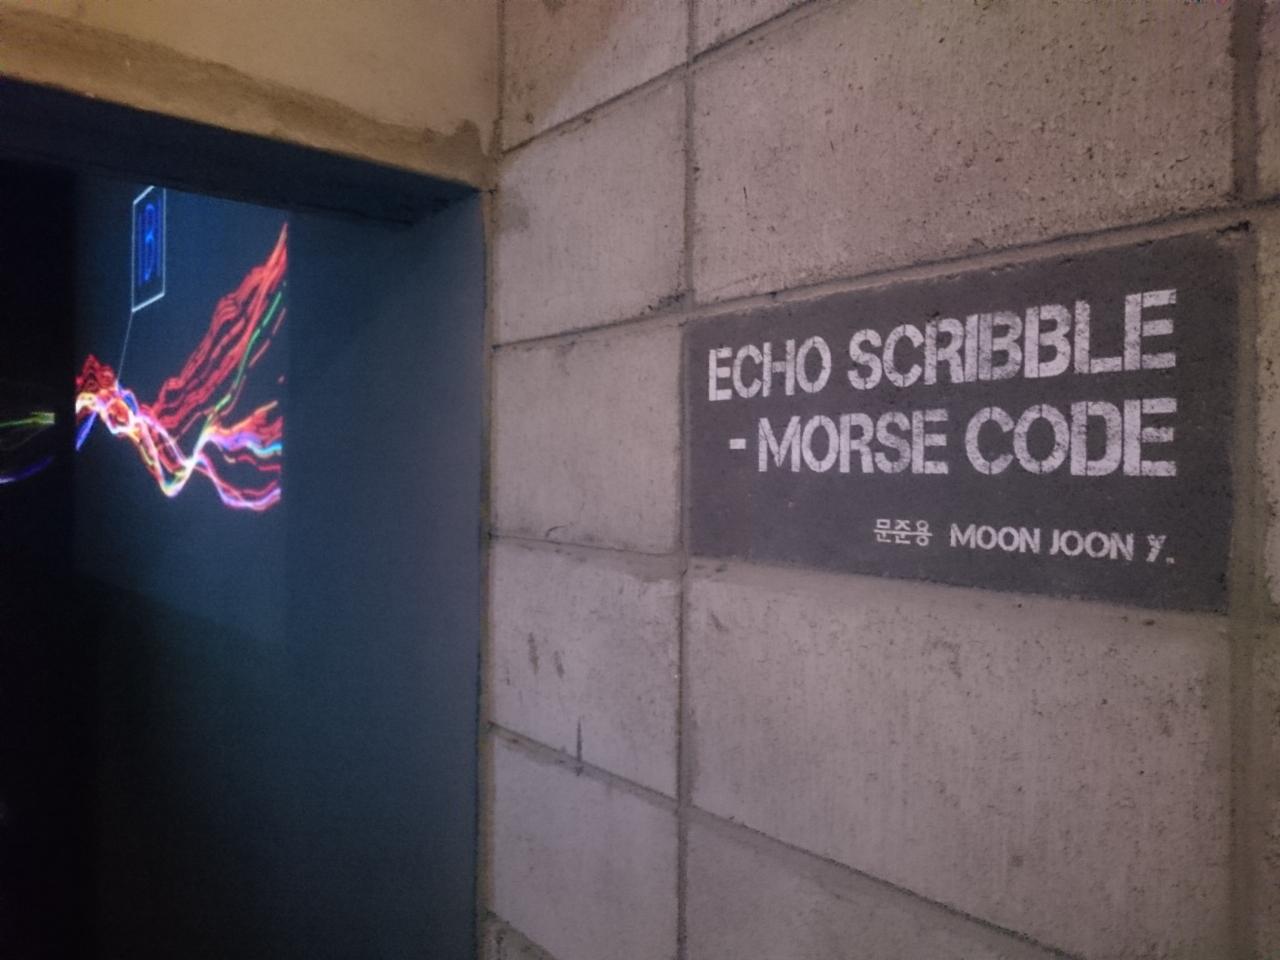 ECHO SCRIBBLE
- MORSE CODE
문준용 MOON JOON Y.